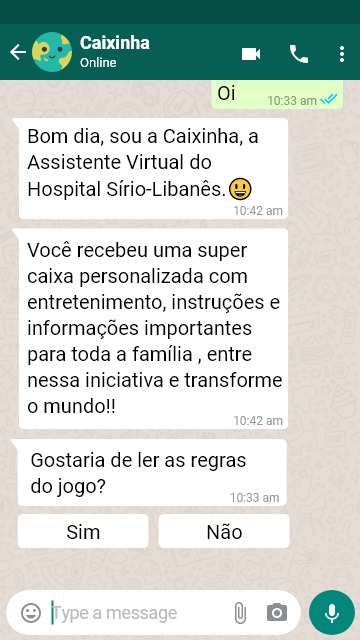 Caixinha
Online
Oi
10:33 am
Bom dia, sou a Caixinha, a
Assistente Virtual do
Hospital Sírio-Libanês.😃
10:42 am
Você recebeu uma super
caixa personalizada com
entretenimento, instruções e
informações importantes
para toda a família , entre
nessa iniciativa e transforme
o mundo!!
10:42 am
Gostaria de ler as regras
do jogo?
10:33 am
Sim
Não
Type a message